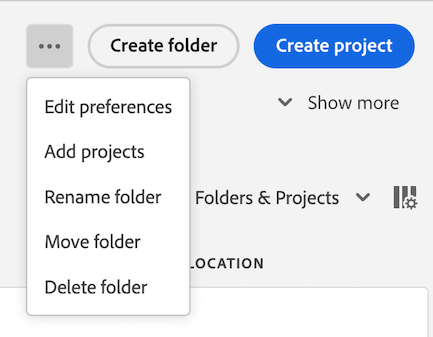 Create folder
Create project
Edit preferences
Show more
Add projects
Rename folder
Folders & Projects
Move folder
LOCATION
Delete folder